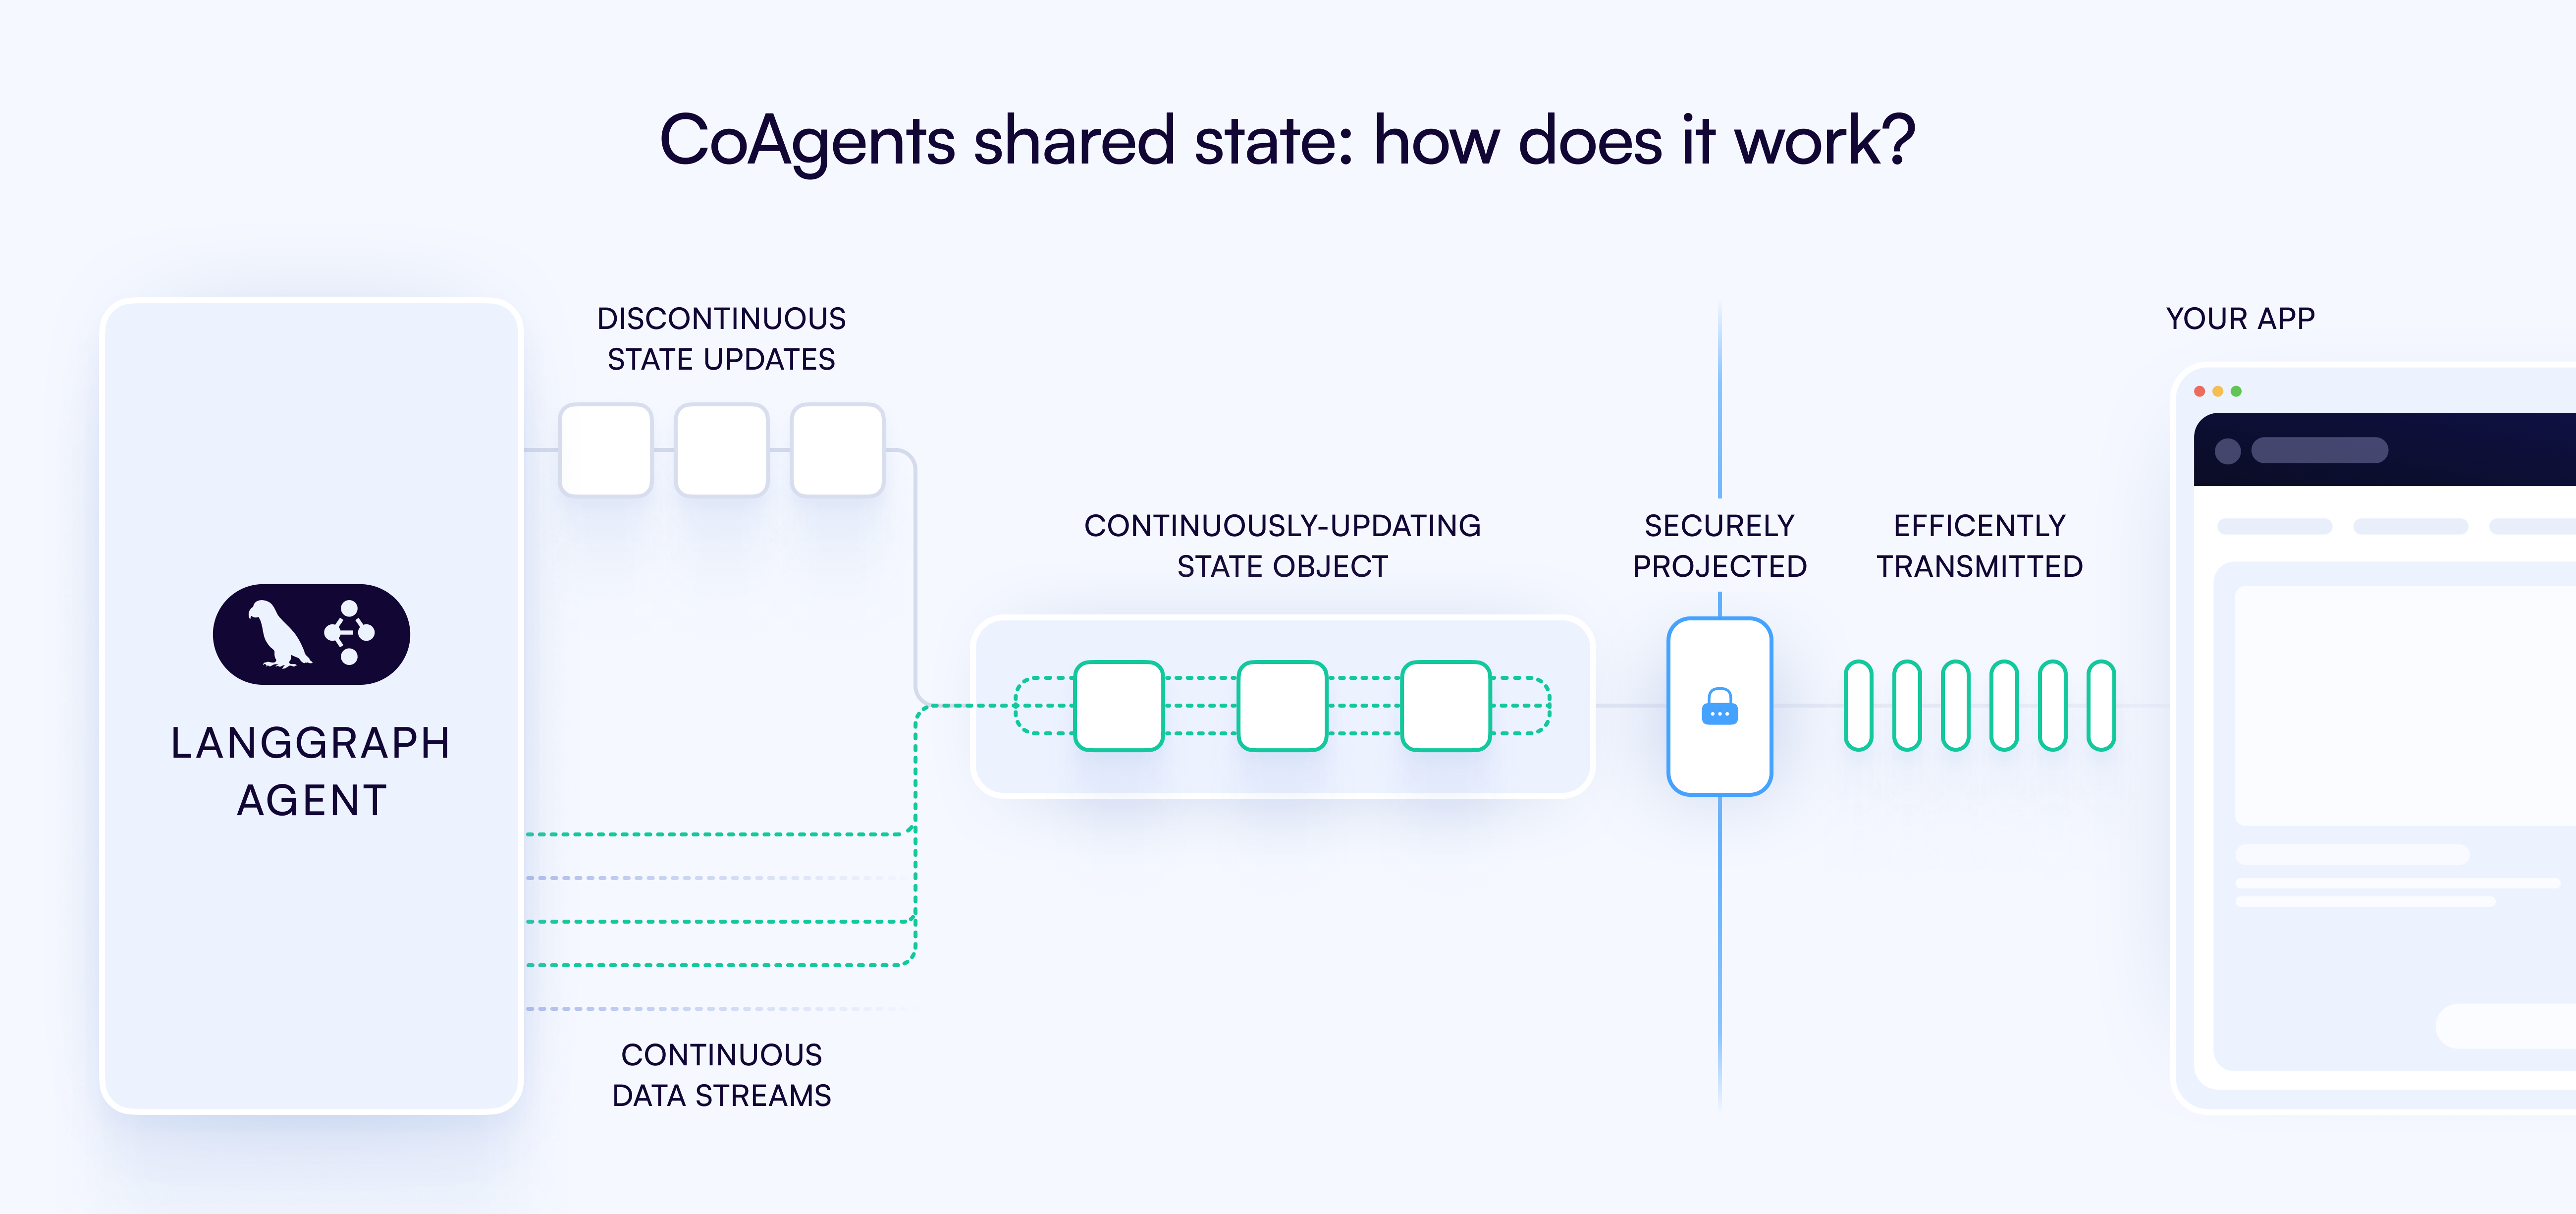 CoAgents shared state: how does it work?
DISCONTINUOUS
STATE UPDATES
YOUR APP
CONTINUOUSLY-UPDATING
STATE OBJECT
SECURELY
PROJECTED
EFFICENTLY
TRANSMITTED
LANGGRAPH
AGENT
CONTINUOUS
DATA STREAMS